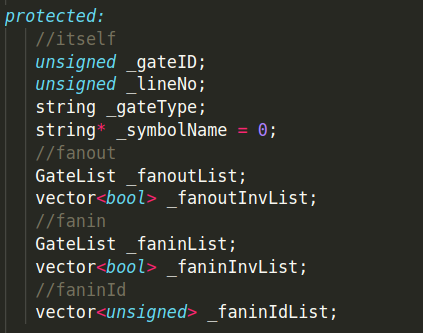 protected:
//itself
unsigned _gateID;
unsigned _lineNo;
string _gateType;
string* _symbolName = 0;
//fanout
GateList _fanoutList;
vector<bool> _fanoutInvList;
//fanin
GateList _faninList;
vector<bool> _faninInvList;
//faninId
vector<unsigned> _faninIdList;